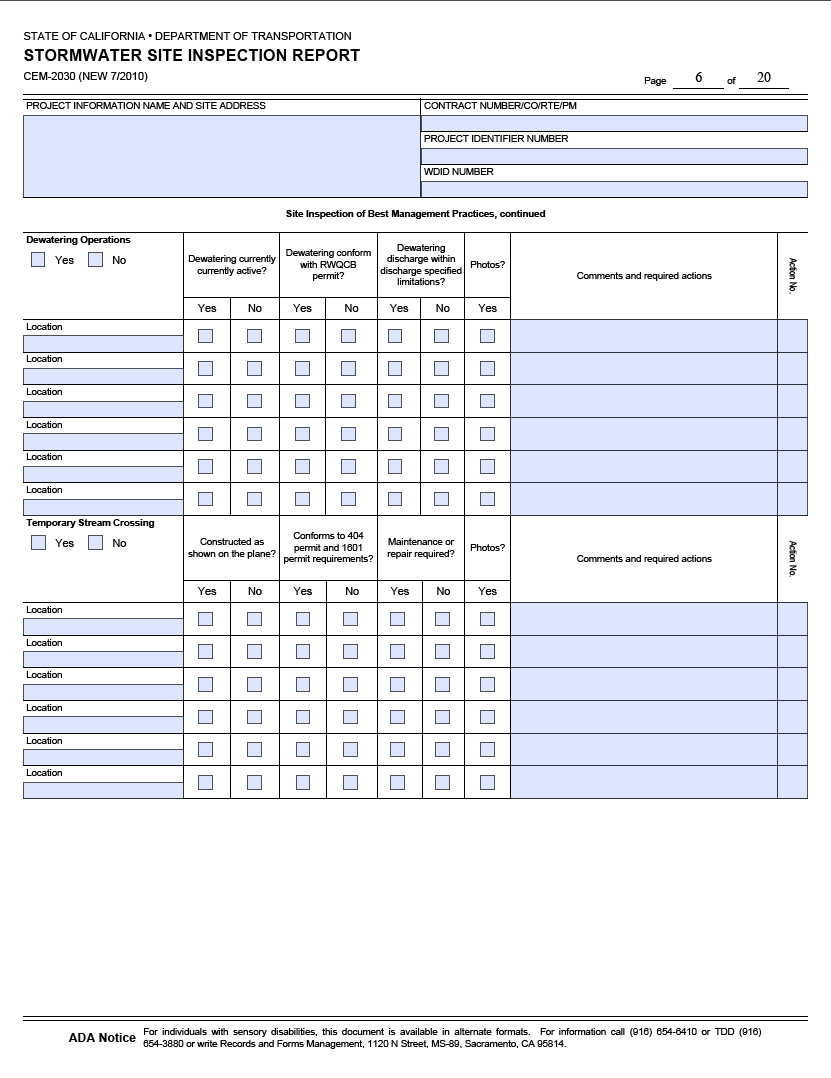 STATE OF CALIFORNIA • DEPARTMENT OF TRANSPORTATION
STORMWATER SITE INSPECTION REPORT
CEM-2030 (NEW 7/2010)
Page 6 of 20
PROJECT INFORMATION NAME AND SITE ADDRESS
CONTRACT NUMBER/CO/RTE/PM
PROJECT IDENTIFIER NUMBER
WDID NUMBER
Site Inspection of Best Management Practices, continued
Dewatering Operations
Yes No
Dewatering currently
currently active?
Dewatering conform
with RWQCB
permit?
Dewatering
discharge within
discharge specified
limitations?
Photos?
Comments and required actions
Action No.
Yes No Yes No Yes No Yes
Location
Location
Location
Location
Location
Location
Temporary Stream Crossing
Yes No
Constructed as
shown on the plane?
Conforms to 404
permit and 1601
permit requirements?
Maintenance or
repair required?
Photos?
Comments and required actions
Action No.
Yes No Yes No Yes No Yes
Location
Location
Location
Location
Location
Location
ADA Notice
For individuals with sensory disabilities, this document is available in alternate formats. For information call (916) 654-6410 or TDD (916)
654-3880 or write Records and Forms Management, 1120 N Street, MS-89, Sacramento, CA 95814.